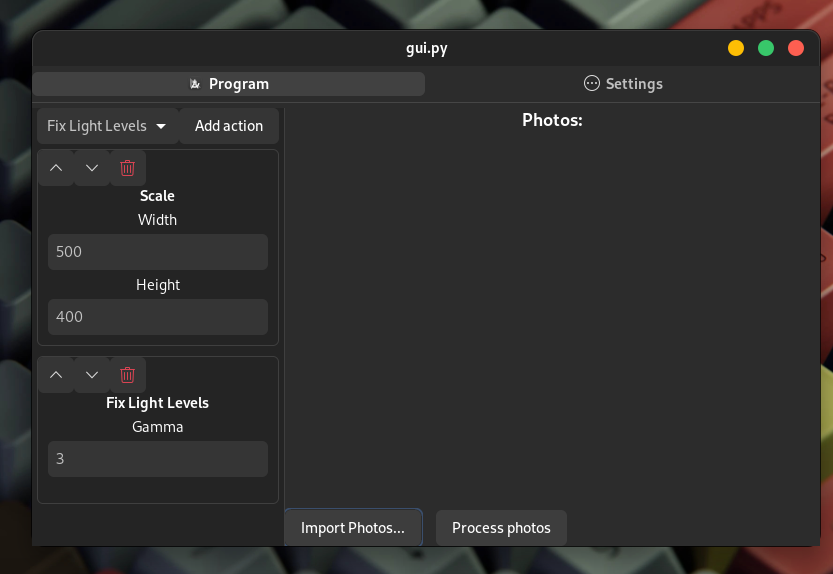 APPS
gui.py
Program
Settings
Fix Light Levels
Add action
Photos:
Scale
Width
500
Height
400
Fix Light Levels
Gamma
3
Import Photos...
Process photos